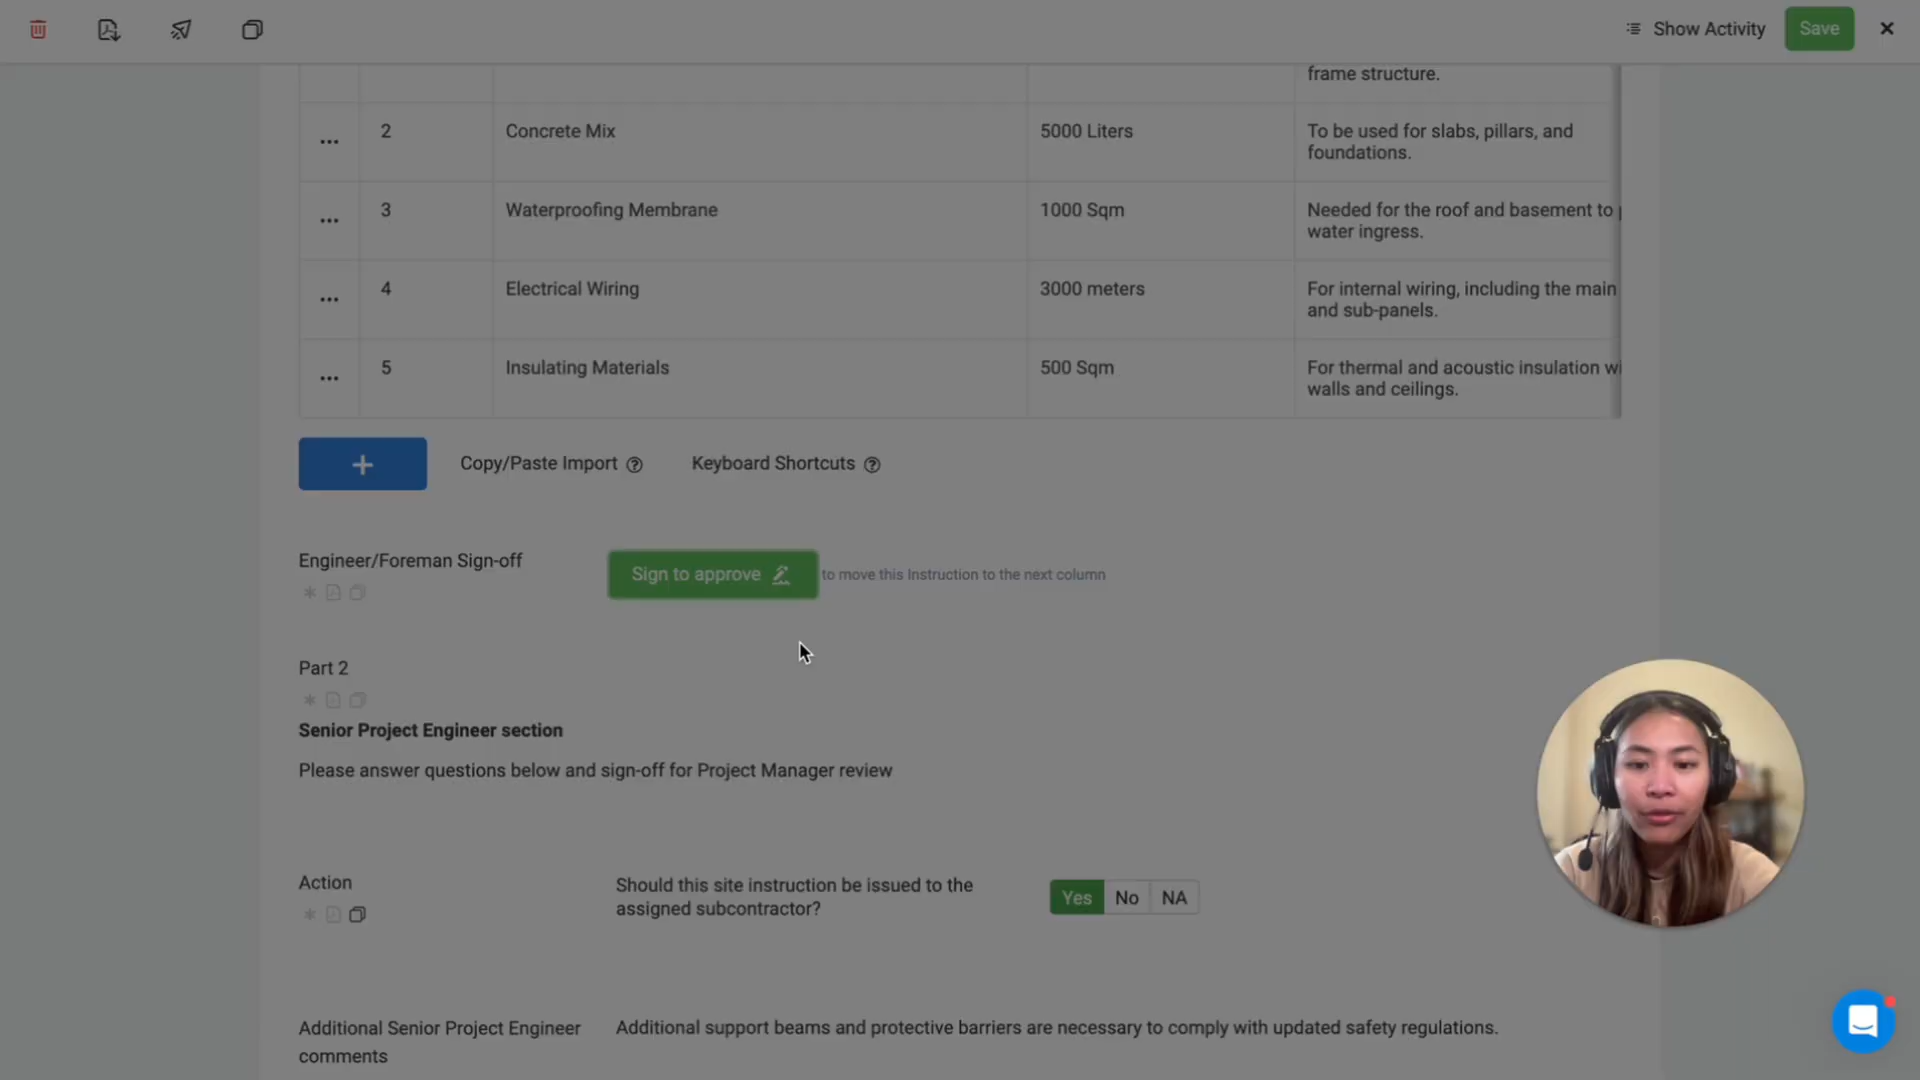 Show Activity
Save
frame structure.
... 2 Concrete Mix 5000 Liters To be used for slabs, pillars, and
foundations.
... 3 Waterproofing Membrane 1000 Sqm Needed for the roof and basement to
water ingress.
... 4 Electrical Wiring 3000 meters For internal wiring, including the main
and sub-panels.
... 5 Insulating Materials 500 Sqm For thermal and acoustic insulation
walls and ceilings.
+ Copy/Paste Import ? Keyboard Shortcuts ?
Engineer/Foreman Sign-off
Sign to approve to move this Instruction to the next column
Part 2
Senior Project Engineer section
Please answer questions below and sign-off for Project Manager review
Action
Should this site instruction be issued to the
assigned subcontractor?
Yes No NA
Additional Senior Project Engineer
comments
Additional support beams and protective barriers are necessary to comply with updated safety regulations.